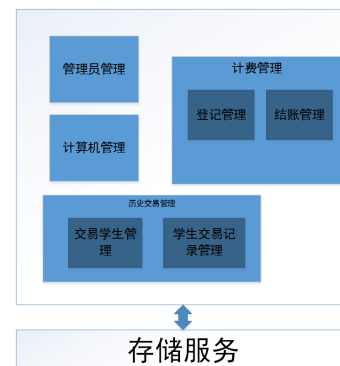 管理员管理
计费管理
登记管理
结账管理
计算机管理
历史交易管理
交易学生管
理
学生交易记
录管理
存储服务